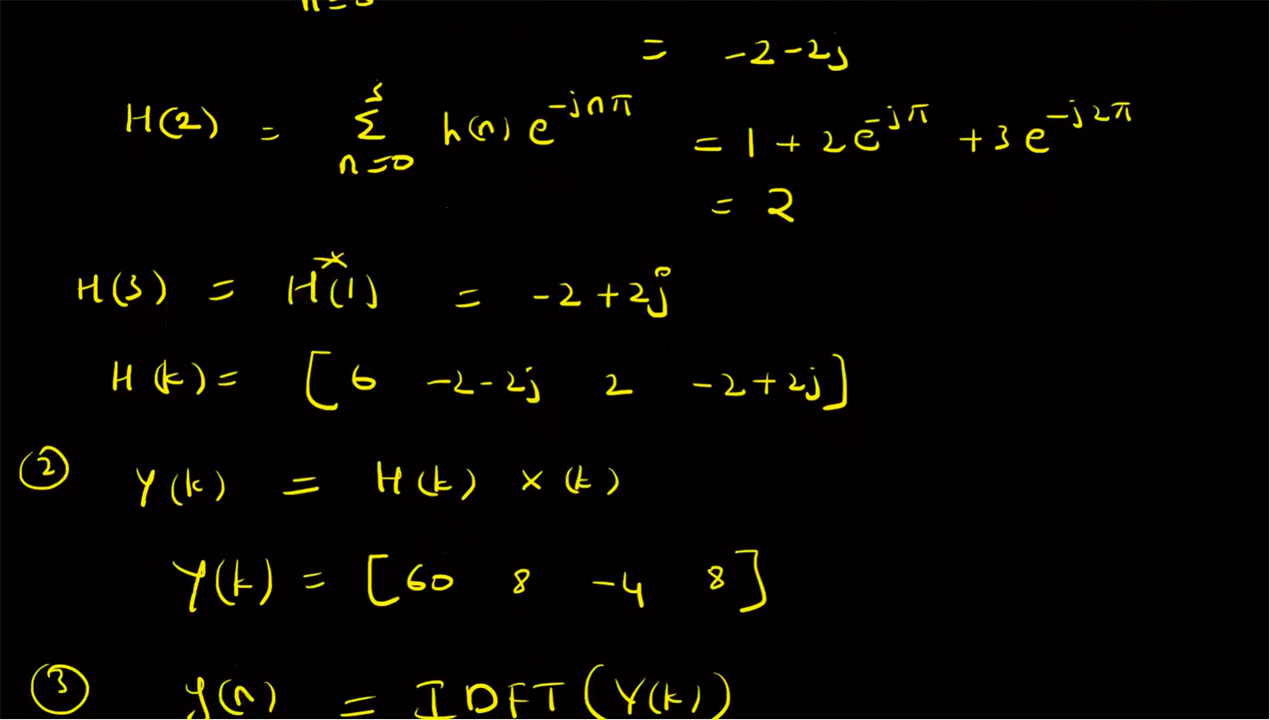 = -2-2j
H(2) = 3 Σ n=0 h(n) e^-jnπ = 1 + 2e^-jπ + 3e^-j2π
= 2
H(3) = H*(1) = -2+2j
H(k) = [6 -2-2j 2 -2+2j]
② Y(k) = H(k) X(k)
Y(k) = [60 8 -4 8]
③ y(n) = IDFT(Y(k))